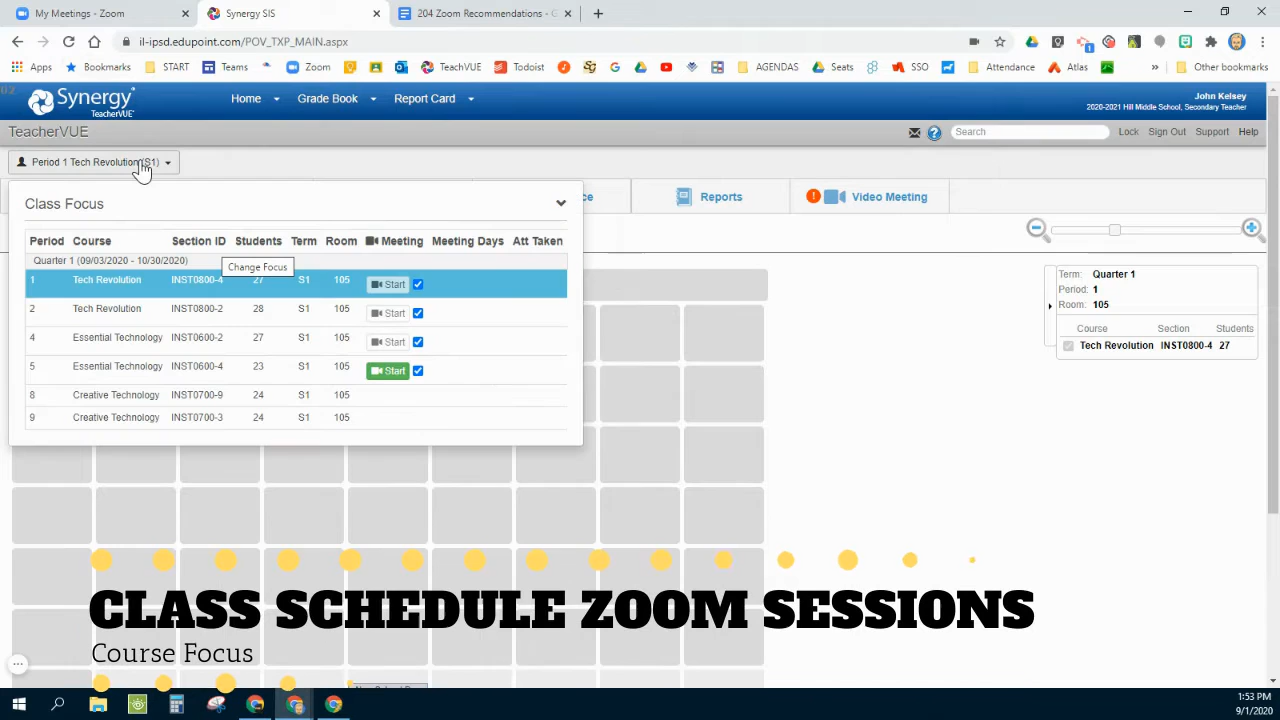 My Meetings - Zoom
Synergy SIS
204 Zoom Recommendations - G
il-ipsd.edupoint.com/POV_TXP_MAIN.aspx
Apps Bookmarks START Teams Zoom TeachVUE Todoist AGENDAS Seats SSO Attendance Atlas » Other bookmarks
Synergy
TeacherVUE
Home Grade Book Report Card
John Kelsey
2020-2021 Hill Middle School, Secondary Teacher
TeacherVUE
Search Lock Sign Out Support Help
Period 1 Tech Revolution(S1)
Class Focus
ce Reports Video Meeting
Period Course Section ID Students Term Room Meeting Meeting Days Att Taken
Quarter 1 (09/03/2020 - 10/30/2020)
Change Focus
1 Tech Revolution INST0800-4 27 S1 105 Start
2 Tech Revolution INST0800-2 28 S1 105 Start
4 Essential Technology INST0600-2 27 S1 105 Start
5 Essential Technology INST0600-4 23 S1 105 Start
8 Creative Technology INST0700-9 24 S1 105
9 Creative Technology INST0700-3 24 S1 105
Term: Quarter 1
Period: 1
Room: 105
Course Section Students
Tech Revolution INST0800-4 27
CLASS SCHEDULE ZOOM SESSIONS
Course Focus
1:53 PM
9/1/2020